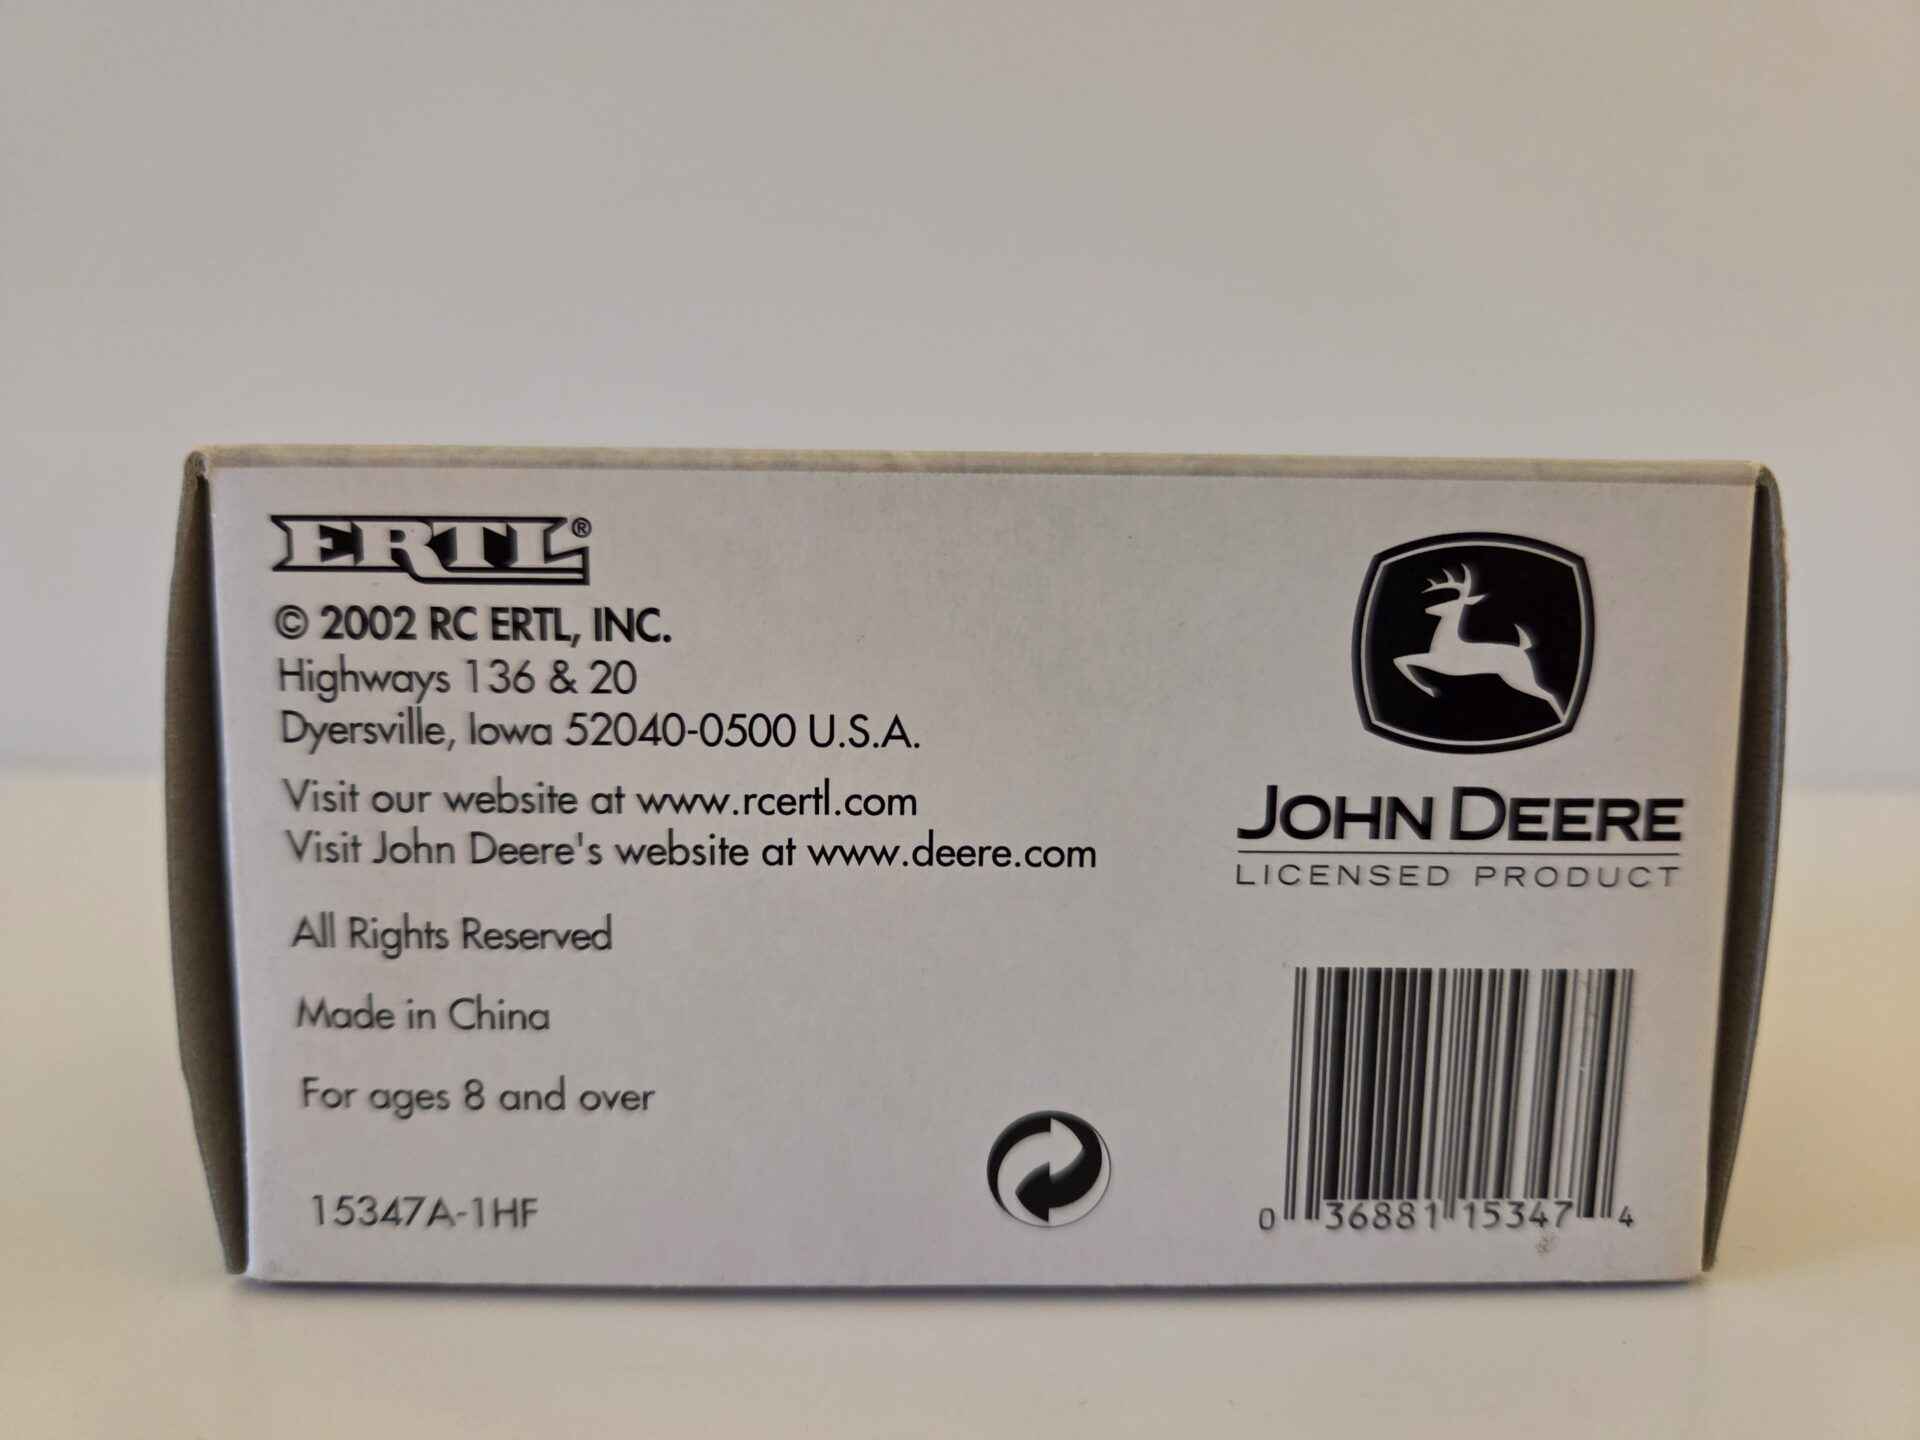 ERTL®
© 2002 RC ERTL, INC.
Highways 136 & 20
Dyersville, Iowa 52040-0500 U.S.A.
Visit our website at www.rcertl.com
Visit John Deere's website at www.deere.com
All Rights Reserved
Made in China
For ages 8 and over
15347A-1HF
JOHN DEERE
LICENSED PRODUCT
0 36881 15347 4